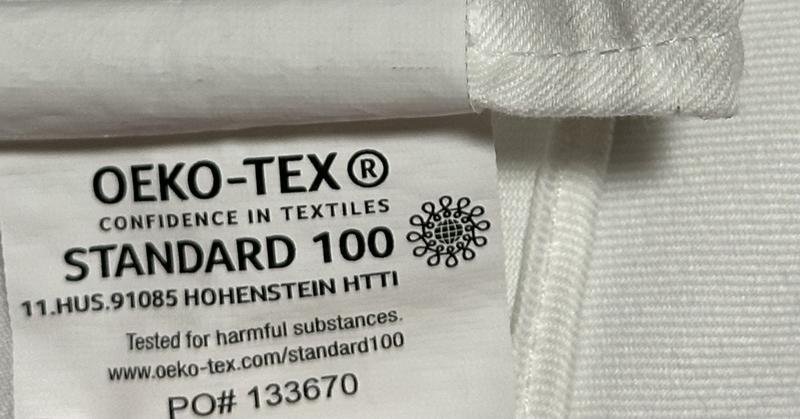 OEKO-TEX®
CONFIDENCE IN TEXTILES
STANDARD 100
11.HUS.91085 HOHENSTEIN HTTI
Tested for harmful substances.
www.oeko-tex.com/standard100
PO# 133670